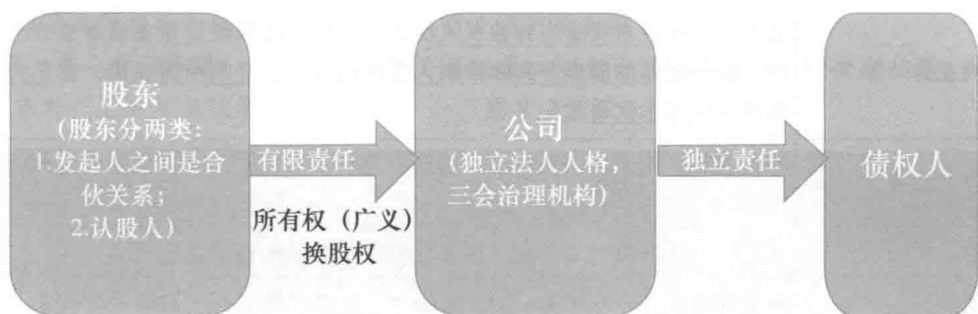 股东
(股东分两类:
1.发起人之间是合
伙关系;
2.认股人)
有限责任
所有权(广义)
换股权
公司
(独立法人人格,
三会治理机构)
独立责任
债权人